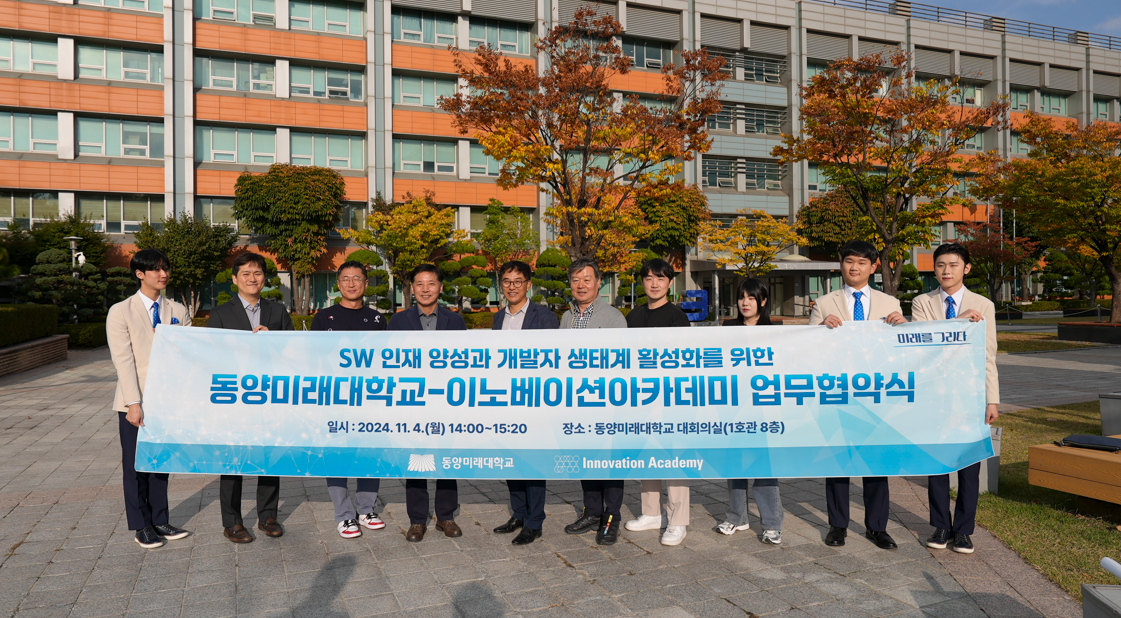 미래를 그리다
SW 인재 양성과 개발자 생태계 활성화를 위한
동양미래대학교-이노베이션아카데미 업무협약식
일시 : 2024. 11. 4.(월) 14:00~15:20 장소 : 동양미래대학교 대회의실(1호관 8층)
동양미래대학교 Innovation Academy